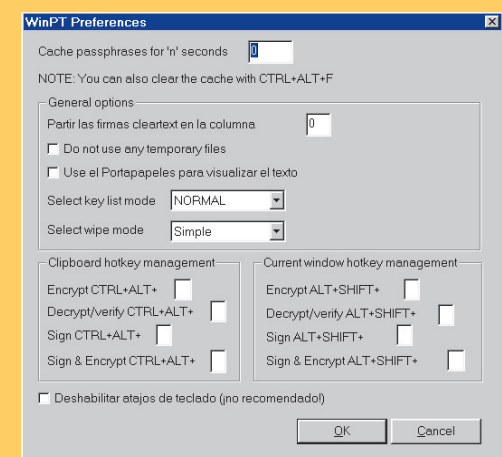 WinPT Preferences
Cache passphrases for 'n' seconds 0
NOTE: You can also clear the cache with CTRL+ALT+F
General options
Partir las firmas cleartext en la columna 0
Do not use any temporary files
Use el Portapapeles para visualizar el texto
Select key list mode NORMAL
Select wipe mode Simple
Clipboard hotkey management
Encrypt CTRL+ALT+
Decrypt/verify CTRL+ALT+
Sign CTRL+ALT+
Sign & Encrypt CTRL+ALT+
Current window hotkey management
Encrypt ALT+SHIFT+
Decrypt/verify ALT+SHIFT+
Sign ALT+SHIFT+
Sign & Encrypt ALT+SHIFT+
Deshabilitar atajos de teclado (¡no recomendado!)
OK Cancel